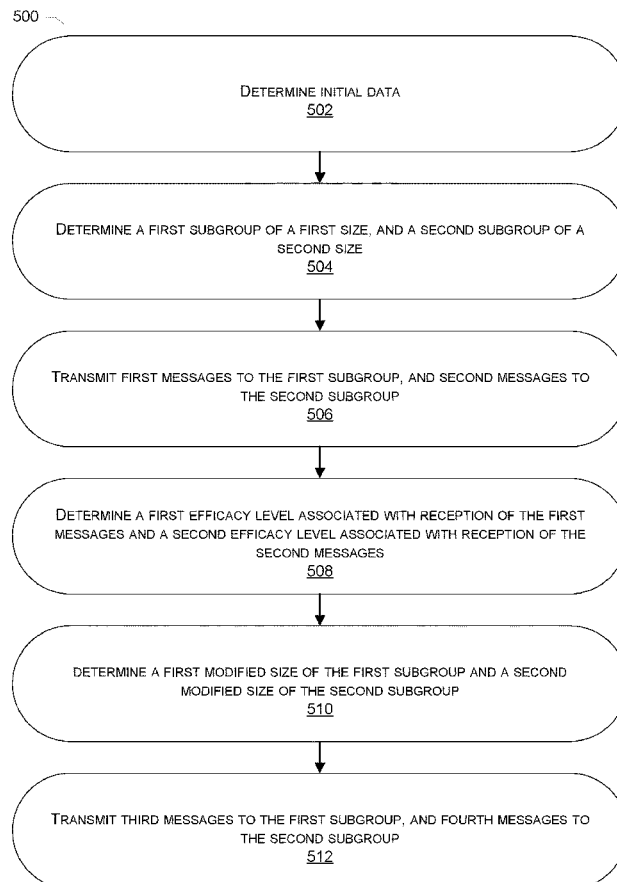 500
DETERMINE INITIAL DATA
502
DETERMINE A FIRST SUBGROUP OF A FIRST SIZE, AND A SECOND SUBGROUP OF A
SECOND SIZE
504
TRANSMIT FIRST MESSAGES TO THE FIRST SUBGROUP, AND SECOND MESSAGES TO
THE SECOND SUBGROUP
506
DETERMINE A FIRST EFFICACY LEVEL ASSOCIATED WITH RECEPTION OF THE FIRST
MESSAGES AND A SECOND EFFICACY LEVEL ASSOCIATED WITH RECEPTION OF THE
SECOND MESSAGES
508
DETERMINE A FIRST MODIFIED SIZE OF THE FIRST SUBGROUP AND A SECOND
MODIFIED SIZE OF THE SECOND SUBGROUP
510
TRANSMIT THIRD MESSAGES TO THE FIRST SUBGROUP, AND FOURTH MESSAGES TO
THE SECOND SUBGROUP
512